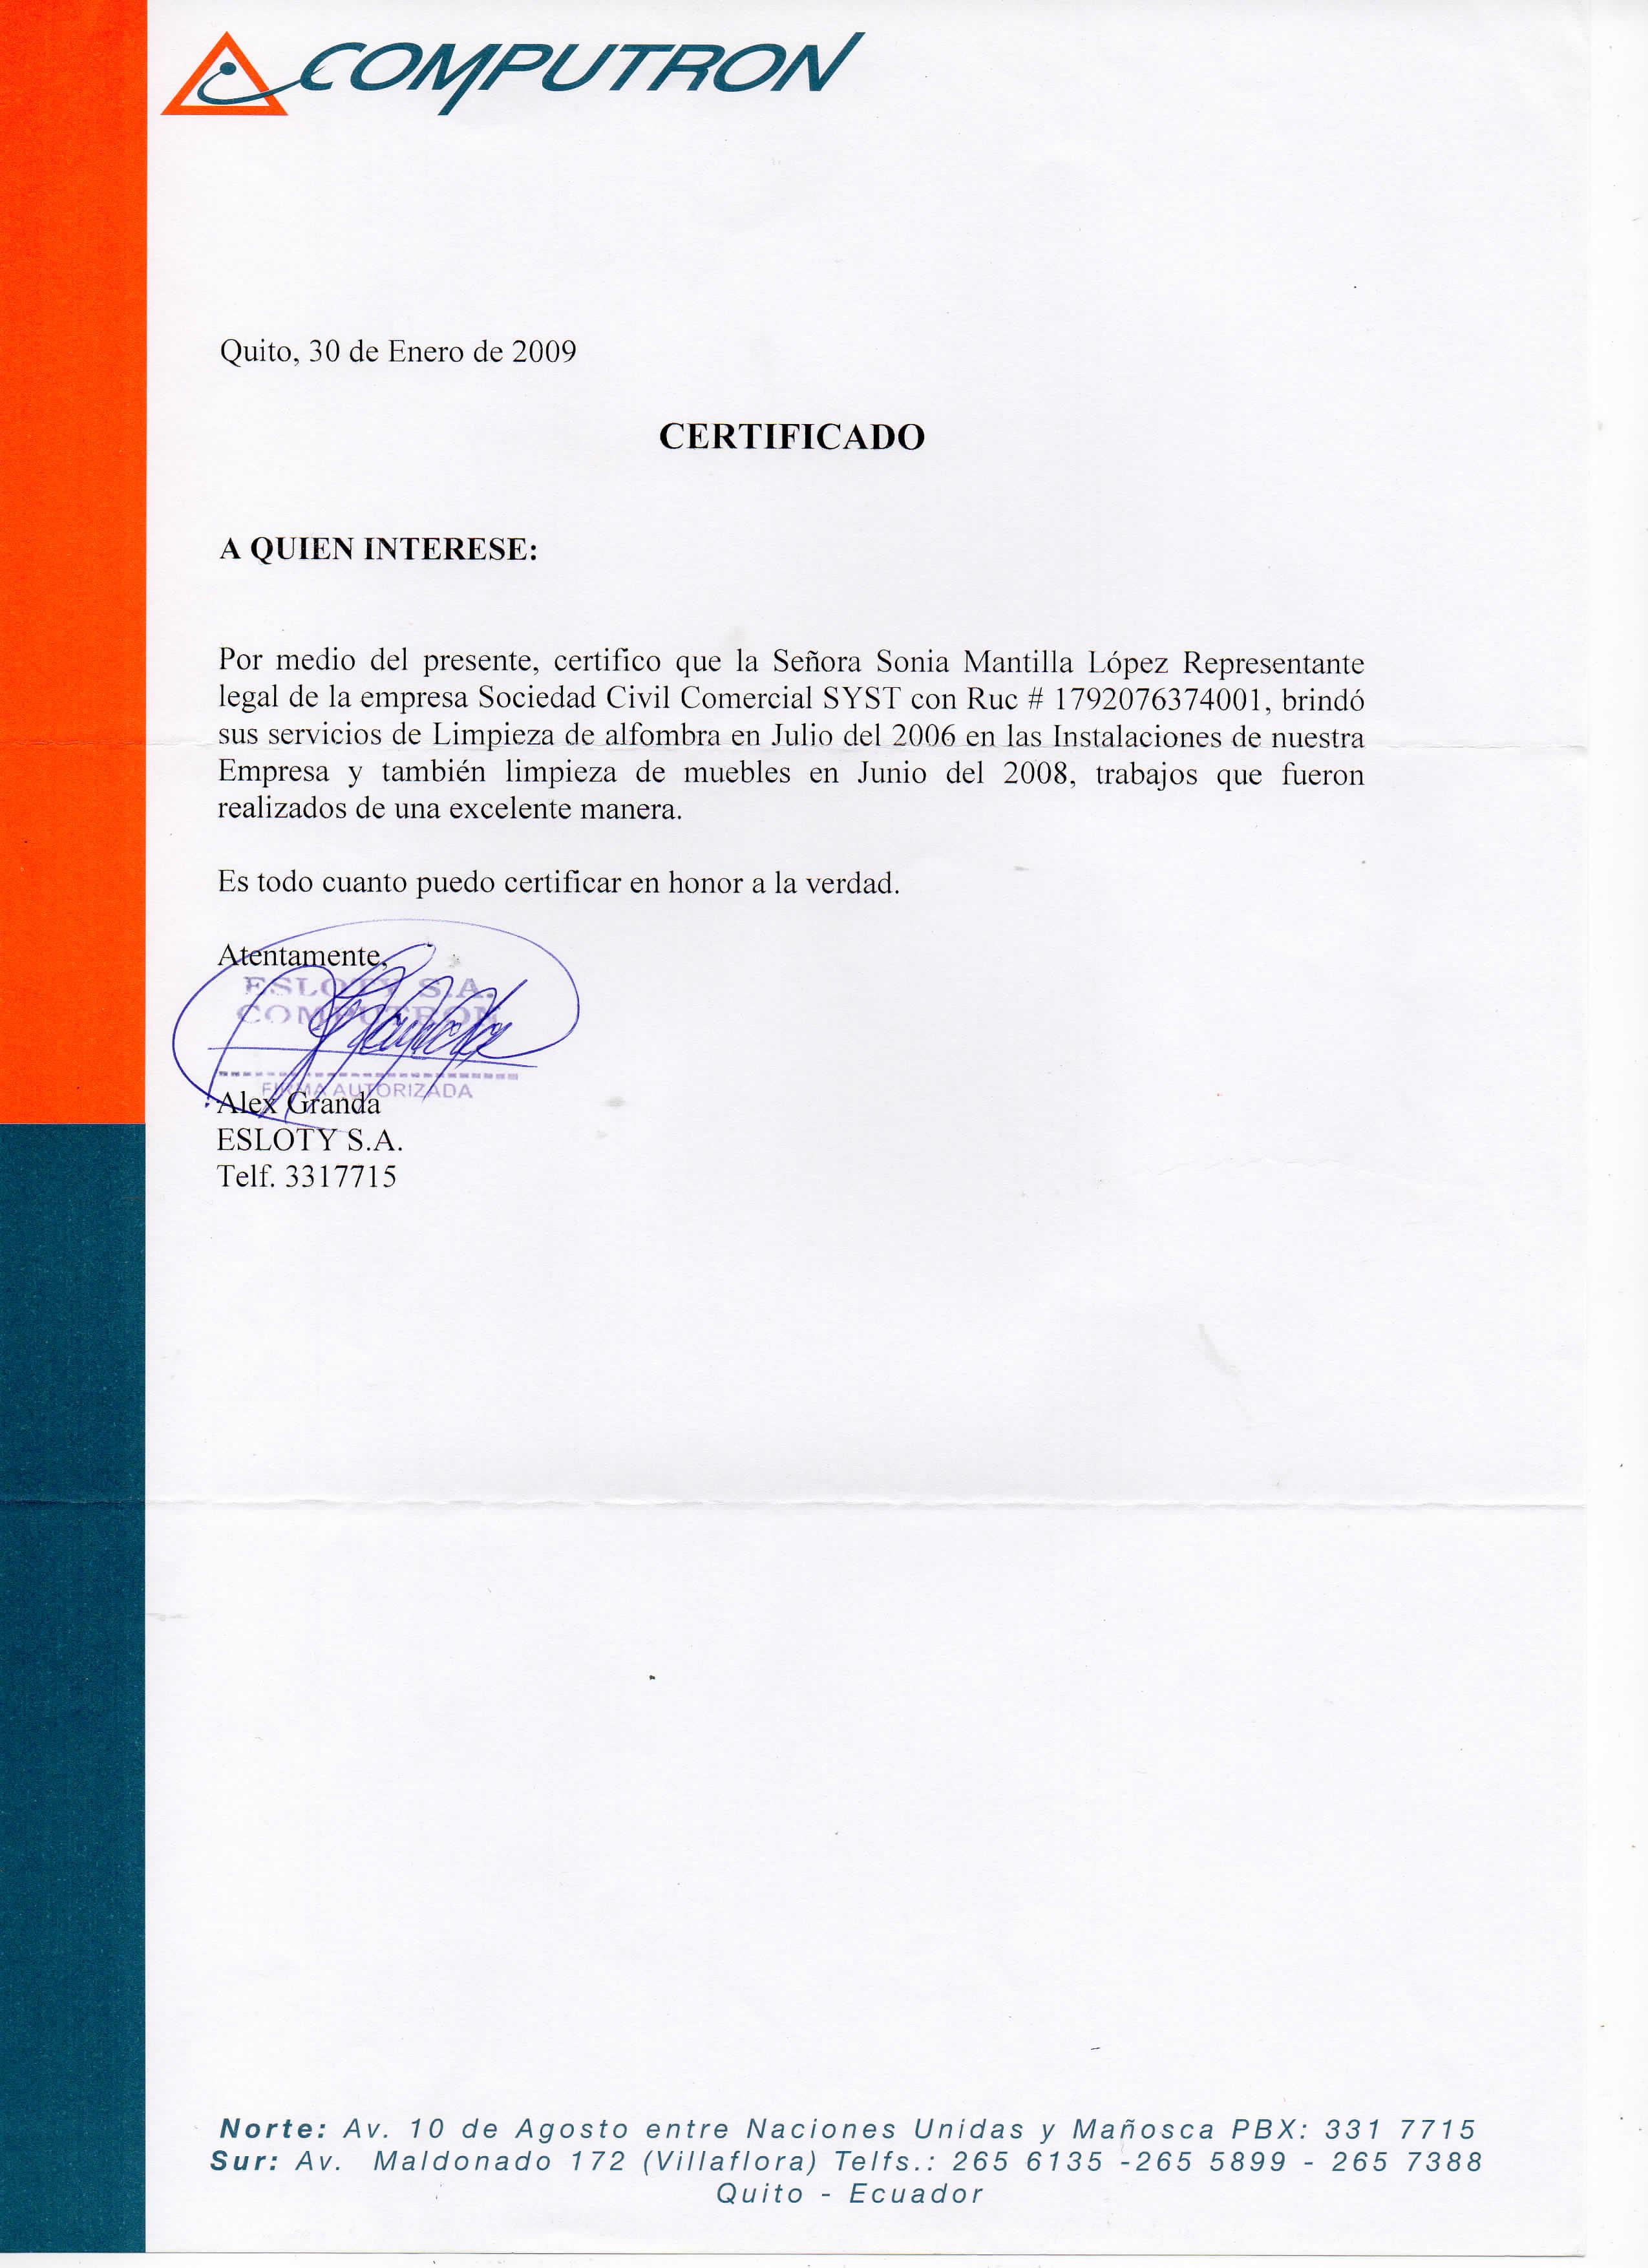 COMPUTRON
Quito, 30 de Enero de 2009
CERTIFICADO
A QUIEN INTERESE:
Por medio del presente, certifico que la Señora Sonia Mantilla López Representante
legal de la empresa Sociedad Civil Comercial SYST con Ruc # 1792076374001, brindó
sus servicios de Limpieza de alfombra en Julio del 2006 en las Instalaciones de nuestra
Empresa y también limpieza de muebles en Junio del 2008, trabajos que fueron
realizados de una excelente manera.
Es todo cuanto puedo certificar en honor a la verdad.
Atentamente,
ESLOTY S.A.
COMPUTRON
FIRMA AUTORIZADA
Alex Granda
ESLOTY S.A.
Telf. 3317715
Norte: Av. 10 de Agosto entre Naciones Unidas y Mañosca PBX: 331 7715
Sur: Av. Maldonado 172 (Villaflora) Telfs.: 265 6135 -265 5899 - 265 7388
Quito - Ecuador